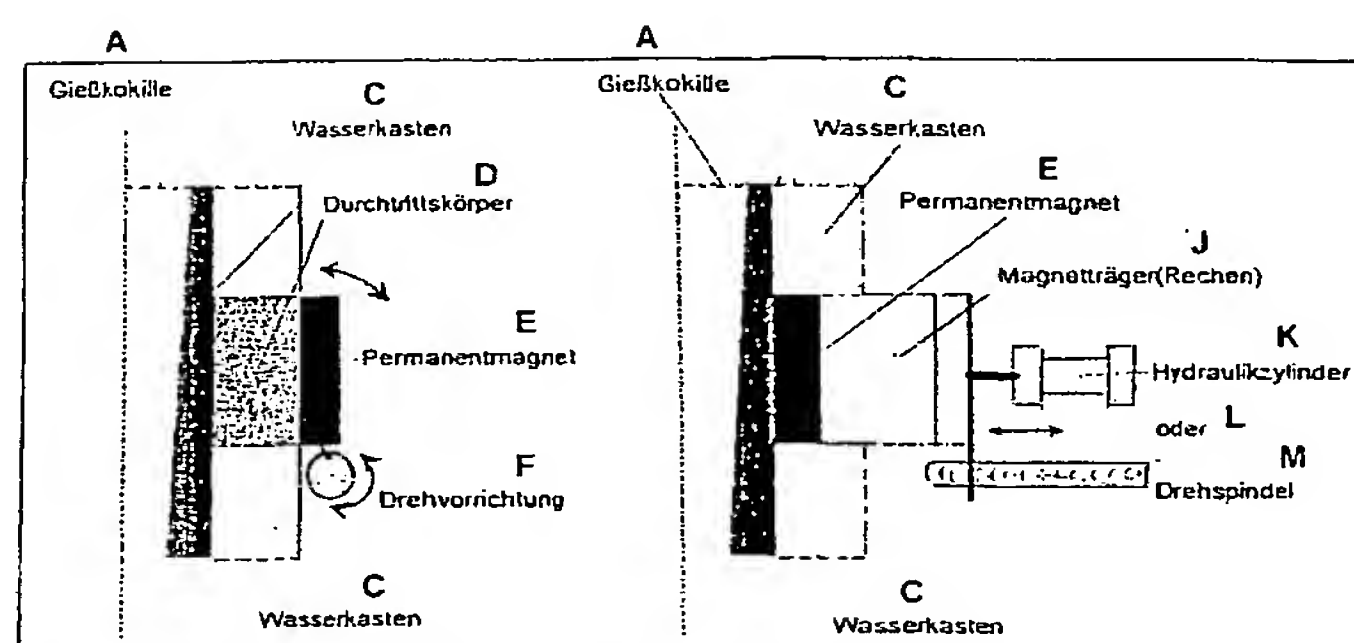 A
Gießkokille
C
Wasserkasten
D
Durchtrittskörper
E
Permanentmagnet
F
Drehvorrichtung
C
Wasserkasten
A
Gießkokille
C
Wasserkasten
E
Permanentmagnet
J
Magnetträger(Rechen)
K
Hydraulikzylinder
oder L
M
Drehspindel
C
Wasserkasten